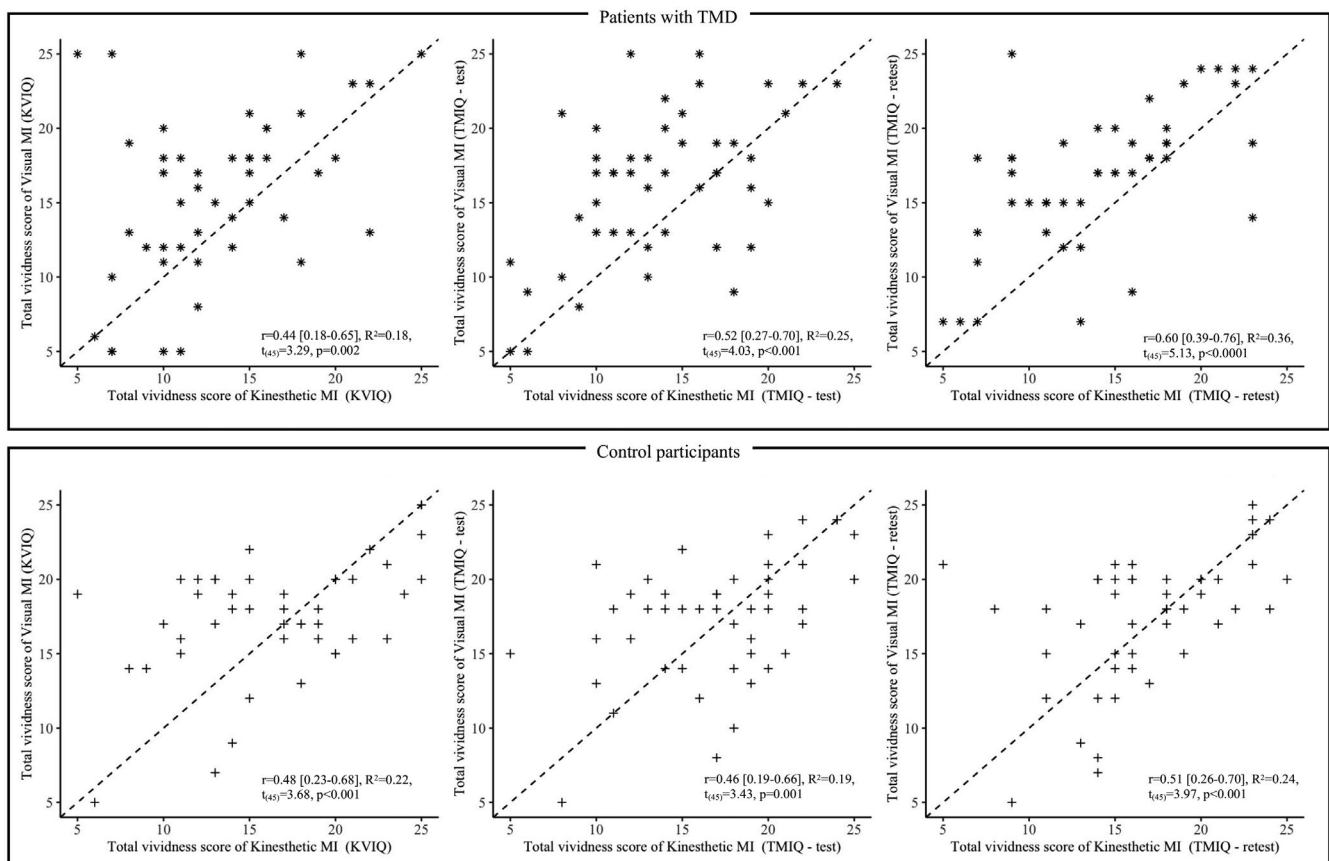 Patients with TMD
Total vividness score of Visual MI (KVIQ)
25
20
15
10
5
r=0.44 [0.18-0.65], R²=0.18,
t(45)=3.29, p=0.002
5 10 15 20 25
Total vividness score of Kinesthetic MI (KVIQ)
Total vividness score of Visual MI (TMIQ - test)
25
20
15
10
5
r=0.52 [0.27-0.70], R²=0.25,
t(45)=4.03, p<0.001
5 10 15 20 25
Total vividness score of Kinesthetic MI (TMIQ - test)
Total vividness score of Visual MI (TMIQ - retest)
25
20
15
10
5
r=0.60 [0.39-0.76], R²=0.36,
t(45)=5.13, p<0.0001
5 10 15 20 25
Total vividness score of Kinesthetic MI (TMIQ - retest)
Control participants
Total vividness score of Visual MI (KVIQ)
25
20
15
10
5
r=0.48 [0.23-0.68], R²=0.22,
t(45)=3.68, p<0.001
5 10 15 20 25
Total vividness score of Kinesthetic MI (KVIQ)
Total vividness score of Visual MI (TMIQ - test)
25
20
15
10
5
r=0.46 [0.19-0.66], R²=0.19,
t(45)=3.43, p=0.001
5 10 15 20 25
Total vividness score of Kinesthetic MI (TMIQ - test)
Total vividness score of Visual MI (TMIQ - retest)
25
20
15
10
5
r=0.51 [0.26-0.70], R²=0.24,
t(45)=3.97, p<0.001
5 10 15 20 25
Total vividness score of Kinesthetic MI (TMIQ - retest)